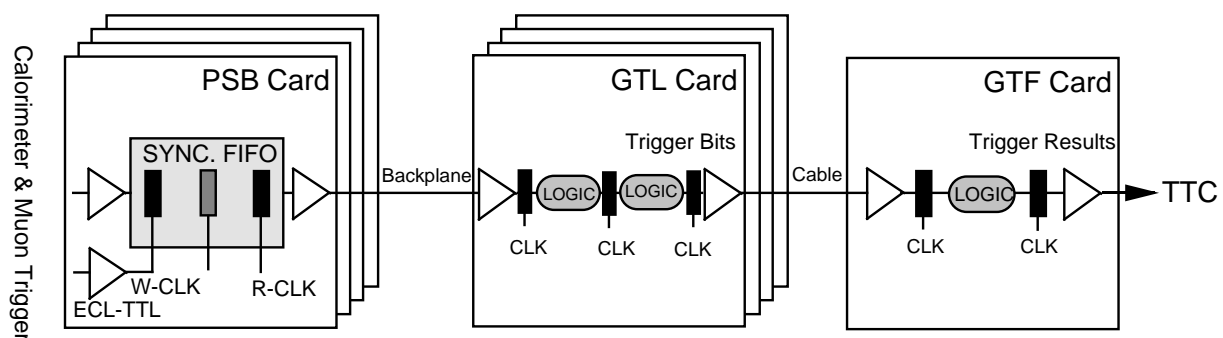 Calorimeter & Muon Trigger
PSB Card
SYNC. FIFO
W-CLK
R-CLK
ECL-TTL
Backplane
GTL Card
Trigger Bits
LOGIC
LOGIC
CLK
CLK
CLK
Cable
GTF Card
Trigger Results
LOGIC
CLK
CLK
TTC